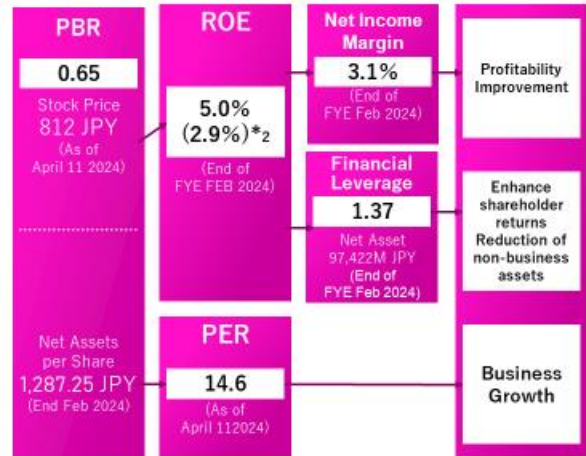 PBR
0.65
Stock Price
812 JPY
(As of
April 11 2024)
Net Assets
per Share
1,287.25 JPY
(End Feb 2024)
ROE
5.0%
(2.9%)*2
(End of
FYE FEB 2024)
PER
14.6
(As of
April 112024)
Net Income
Margin
3.1%
(End of
FYE Feb 2024)
Financial
Leverage
1.37
Net Asset
97,422M JPY
(End of
FYE Feb 2024)
Profitability
Improvement
Enhance
shareholder
returns
Reduction of
non-business
assets
Business
Growth